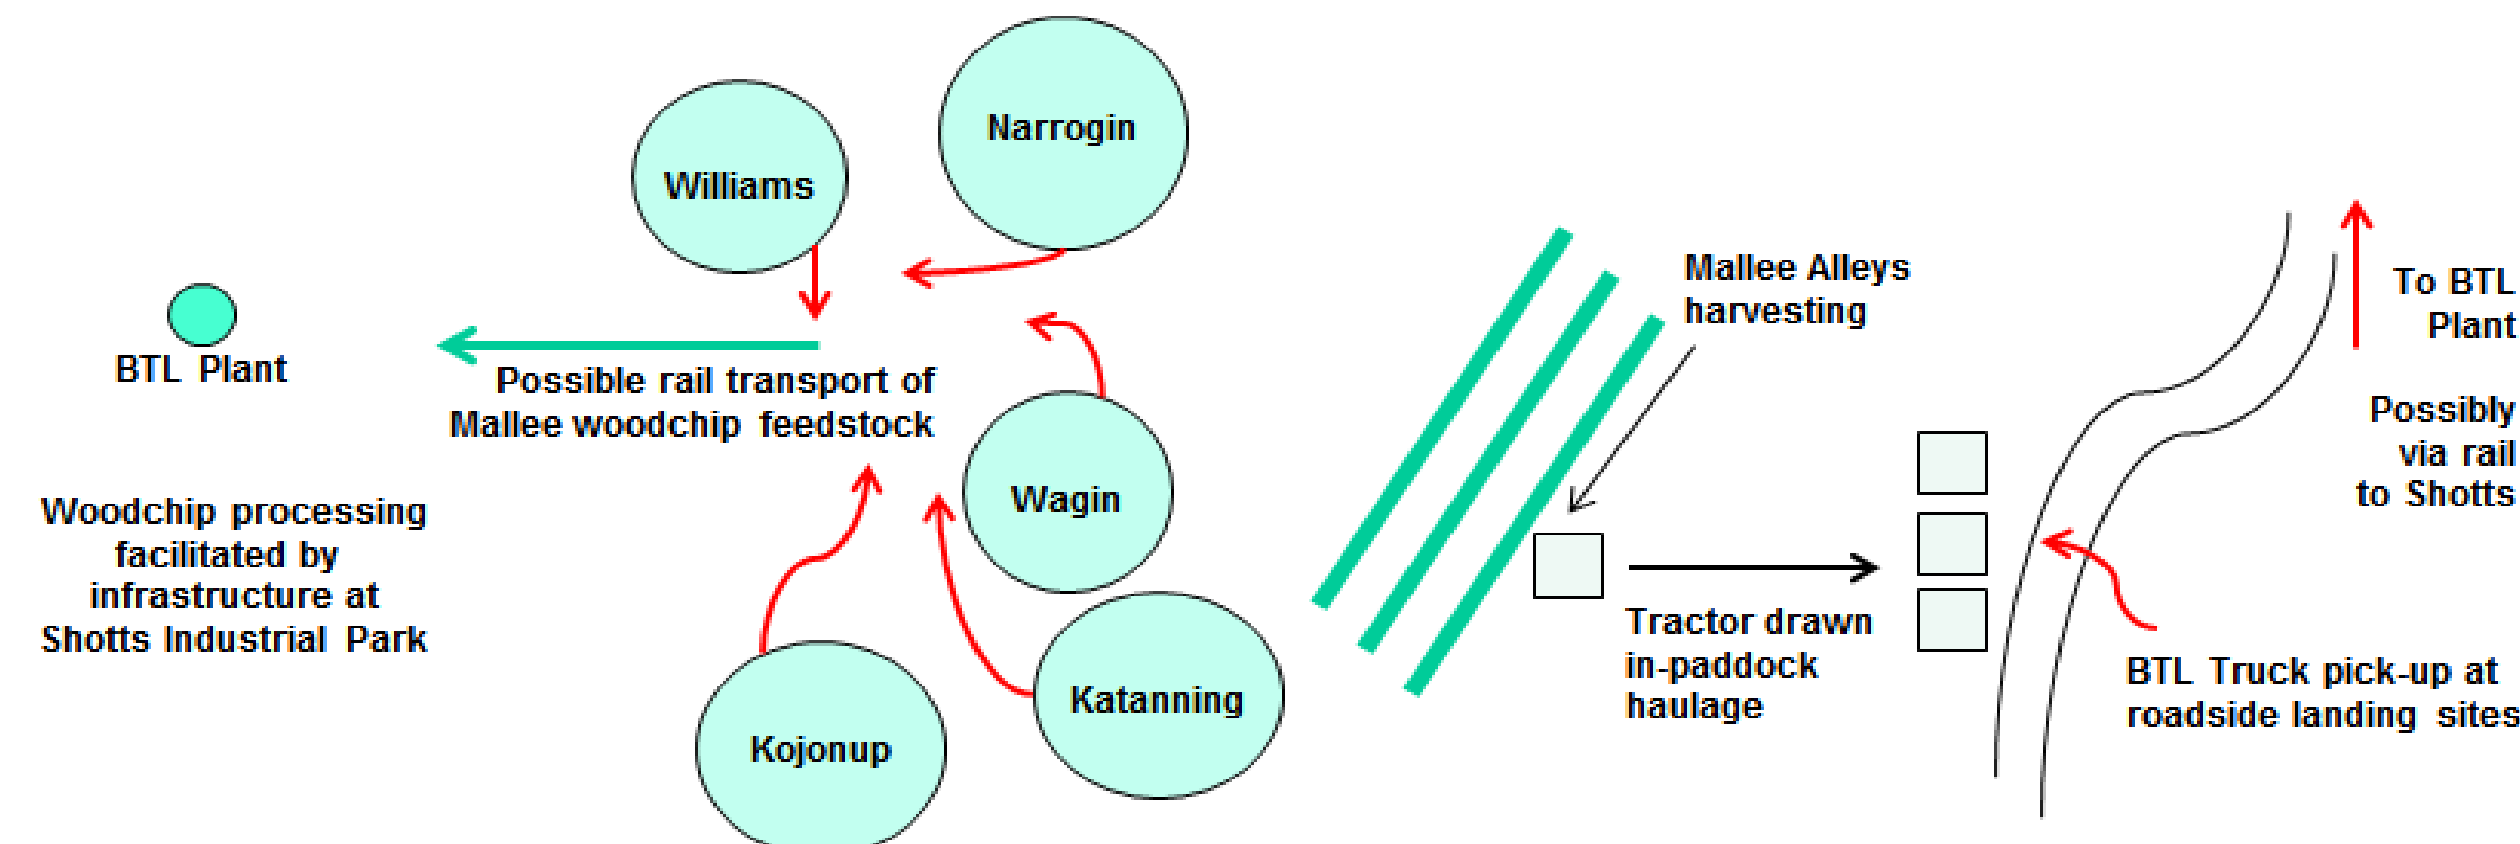 Narrogin
Williams
BTL Plant
Possible rail transport of
Mallee woodchip feedstock
Woodchip processing
facilitated by
infrastructure at
Shotts Industrial Park
Wagin
Katanning
Kojonup
Mallee Alleys
harvesting
Tractor drawn
in-paddock
haulage
To BTL
Plant
Possibly
via rail
to Shotts
BTL Truck pick-up at
roadside landing sites